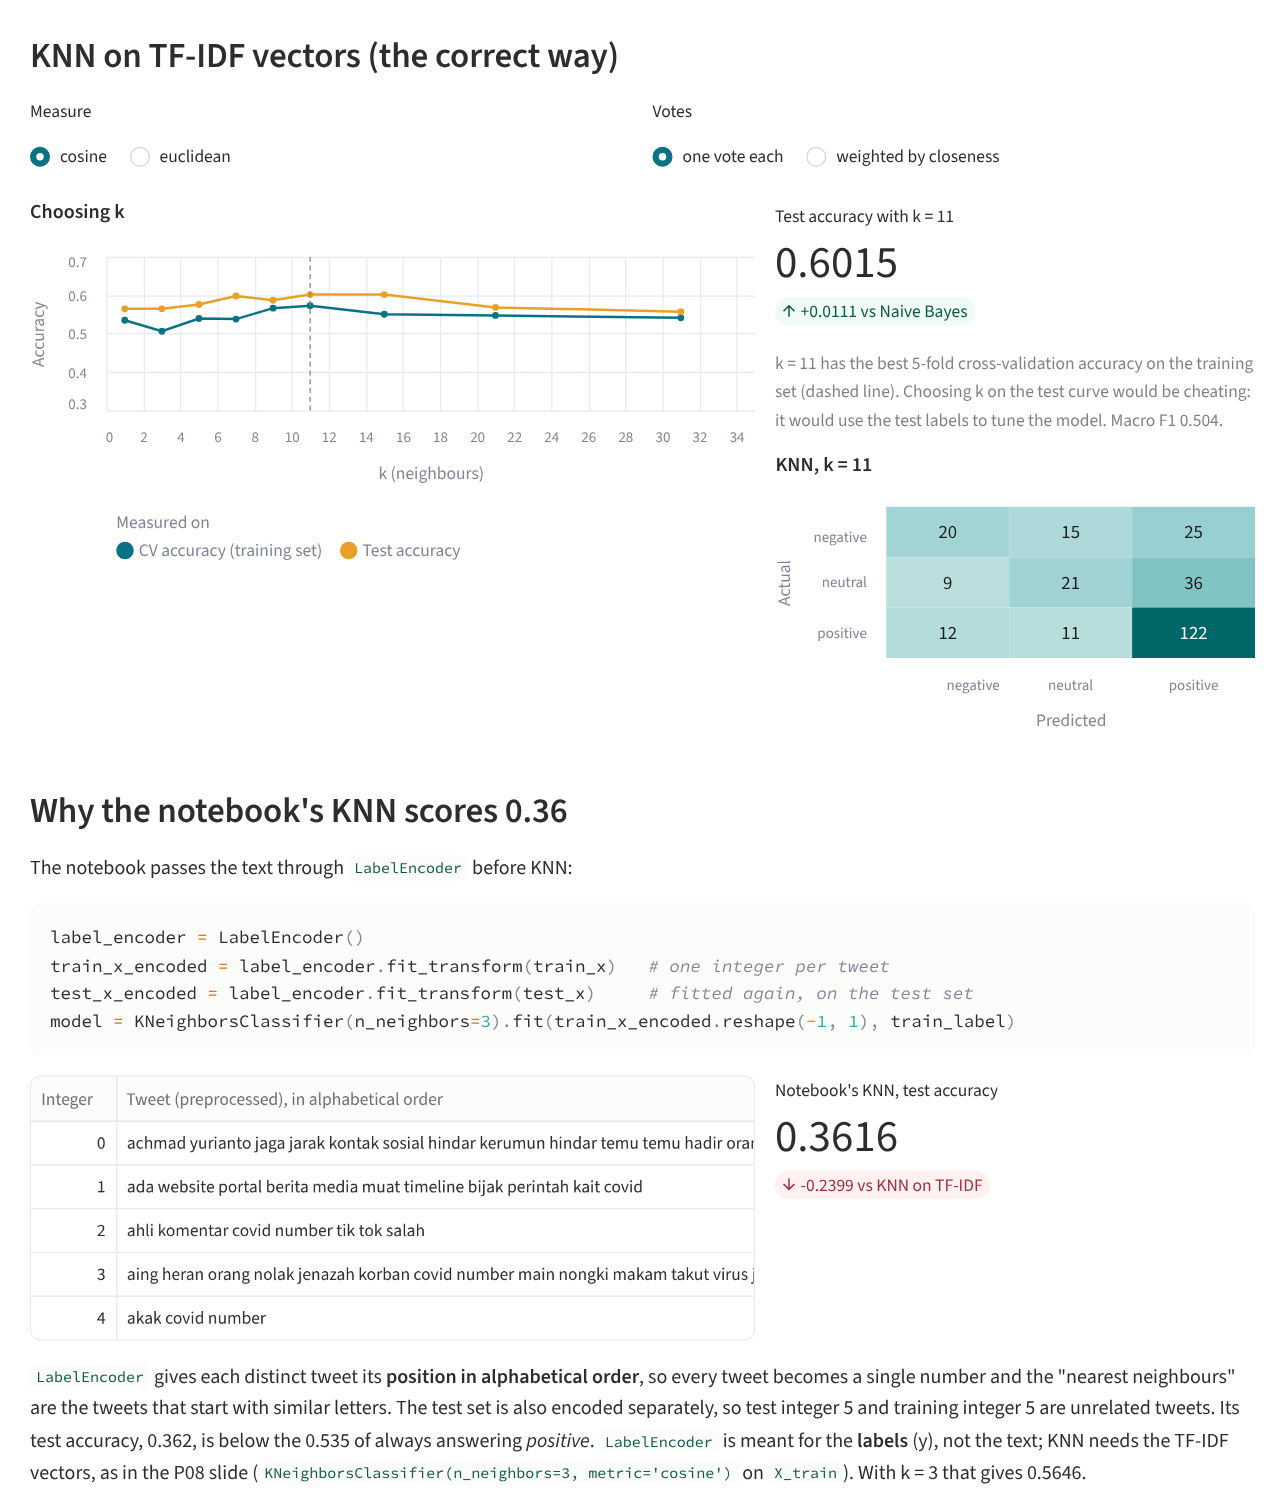 KNN on TF-IDF vectors (the correct way)
Measure
cosine
euclidean
Votes
one vote each
weighted by closeness
Choosing k
0.7
0.6
0.5
0.4
0.3
Accuracy
0 2 4 6 8 10 12 14 16 18 20 22 24 26 28 30 32 34
k (neighbours)
Measured on
CV accuracy (training set)
Test accuracy
Test accuracy with k = 11
0.6015
↑ +0.0111 vs Naive Bayes
k = 11 has the best 5-fold cross-validation accuracy on the training
set (dashed line). Choosing k on the test curve would be cheating:
it would use the test labels to tune the model. Macro F1 0.504.
KNN, k = 11
Actual
negative 20 15 25
neutral 9 21 36
positive 12 11 122
negative neutral positive
Predicted
Why the notebook's KNN scores 0.36
The notebook passes the text through LabelEncoder before KNN:
label_encoder = LabelEncoder()
train_x_encoded = label_encoder.fit_transform(train_x)   # one integer per tweet
test_x_encoded = label_encoder.fit_transform(test_x)     # fitted again, on the test set
model = KNeighborsClassifier(n_neighbors=3).fit(train_x_encoded.reshape(-1, 1), train_label)
Integer Tweet (preprocessed), in alphabetical order
0 achmad yurianto jaga jarak kontak sosial hindar kerumun hindar temu temu hadir oran
1 ada website portal berita media muat timeline bijak perintah kait covid
2 ahli komentar covid number tik tok salah
3 aing heran orang nolak jenazah korban covid number main nongki makam takut virus j
4 akak covid number
Notebook's KNN, test accuracy
0.3616
↓ -0.2399 vs KNN on TF-IDF
LabelEncoder gives each distinct tweet its position in alphabetical order, so every tweet becomes a single number and the "nearest neighbours"
are the tweets that start with similar letters. The test set is also encoded separately, so test integer 5 and training integer 5 are unrelated tweets. Its
test accuracy, 0.362, is below the 0.535 of always answering positive. LabelEncoder is meant for the labels (y), not the text; KNN needs the TF-IDF
vectors, as in the P08 slide ( KNeighborsClassifier(n_neighbors=3, metric='cosine') on X_train ). With k = 3 that gives 0.5646.